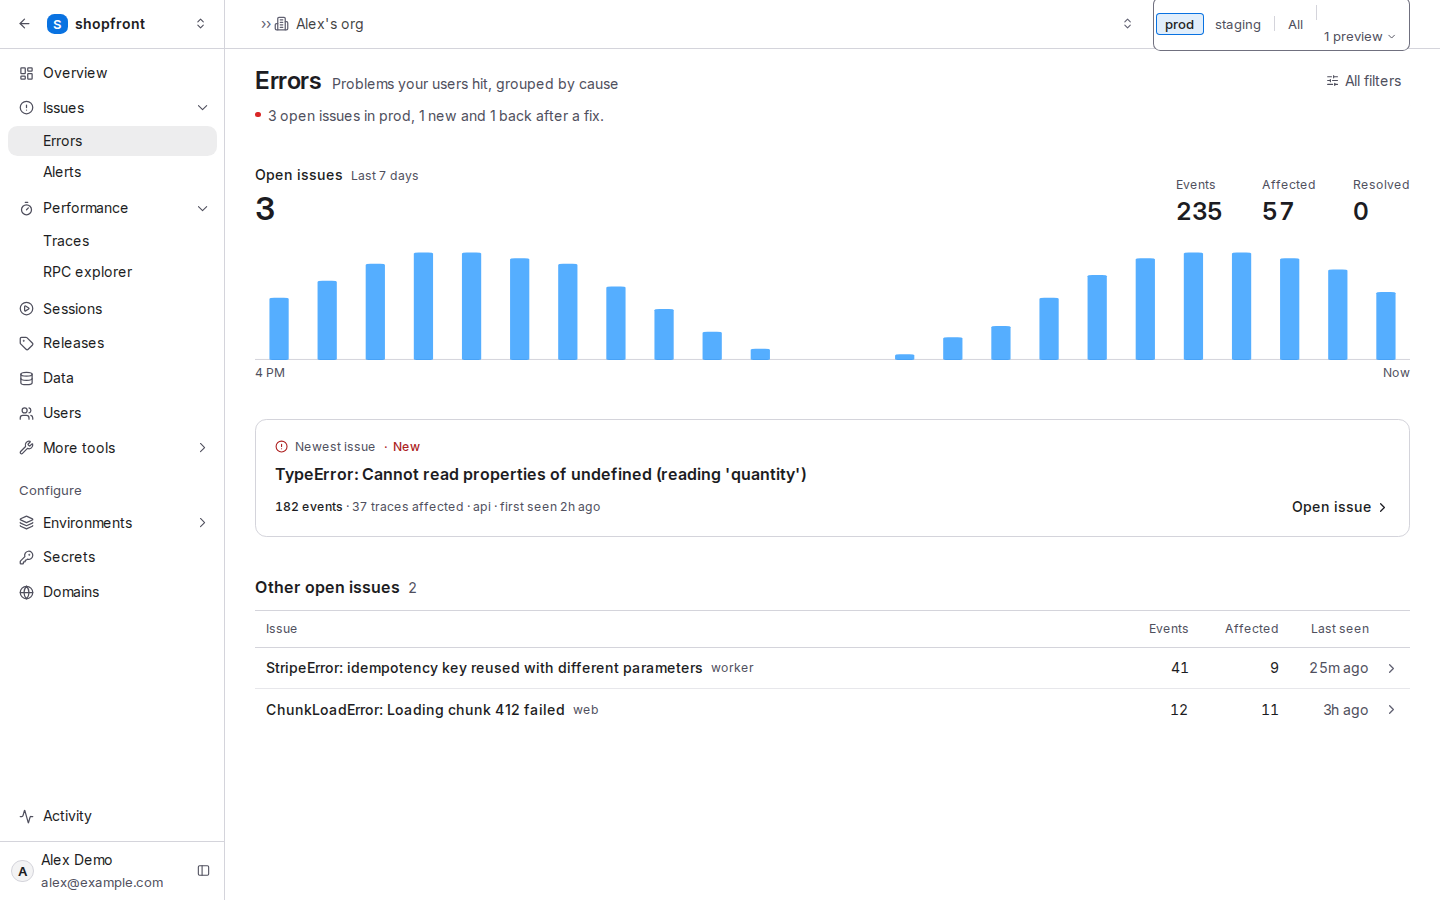 S shopfront
Overview
Issues
Errors
Alerts
Performance
Traces
RPC explorer
Sessions
Releases
Data
Users
More tools
Configure
Environments
Secrets
Domains
Activity
A
Alex Demo
alex@example.com
Alex's org
prod staging All 1 preview
Errors Problems your users hit, grouped by cause
All filters
3 open issues in prod, 1 new and 1 back after a fix.
Open issues Last 7 days
3
Events Affected Resolved
235 57 0
4 PM Now
Newest issue · New
TypeError: Cannot read properties of undefined (reading 'quantity')
182 events · 37 traces affected · api · first seen 2h ago
Open issue
Other open issues 2
Issue Events Affected Last seen
StripeError: idempotency key reused with different parameters worker 41 9 25m ago
ChunkLoadError: Loading chunk 412 failed web 12 11 3h ago